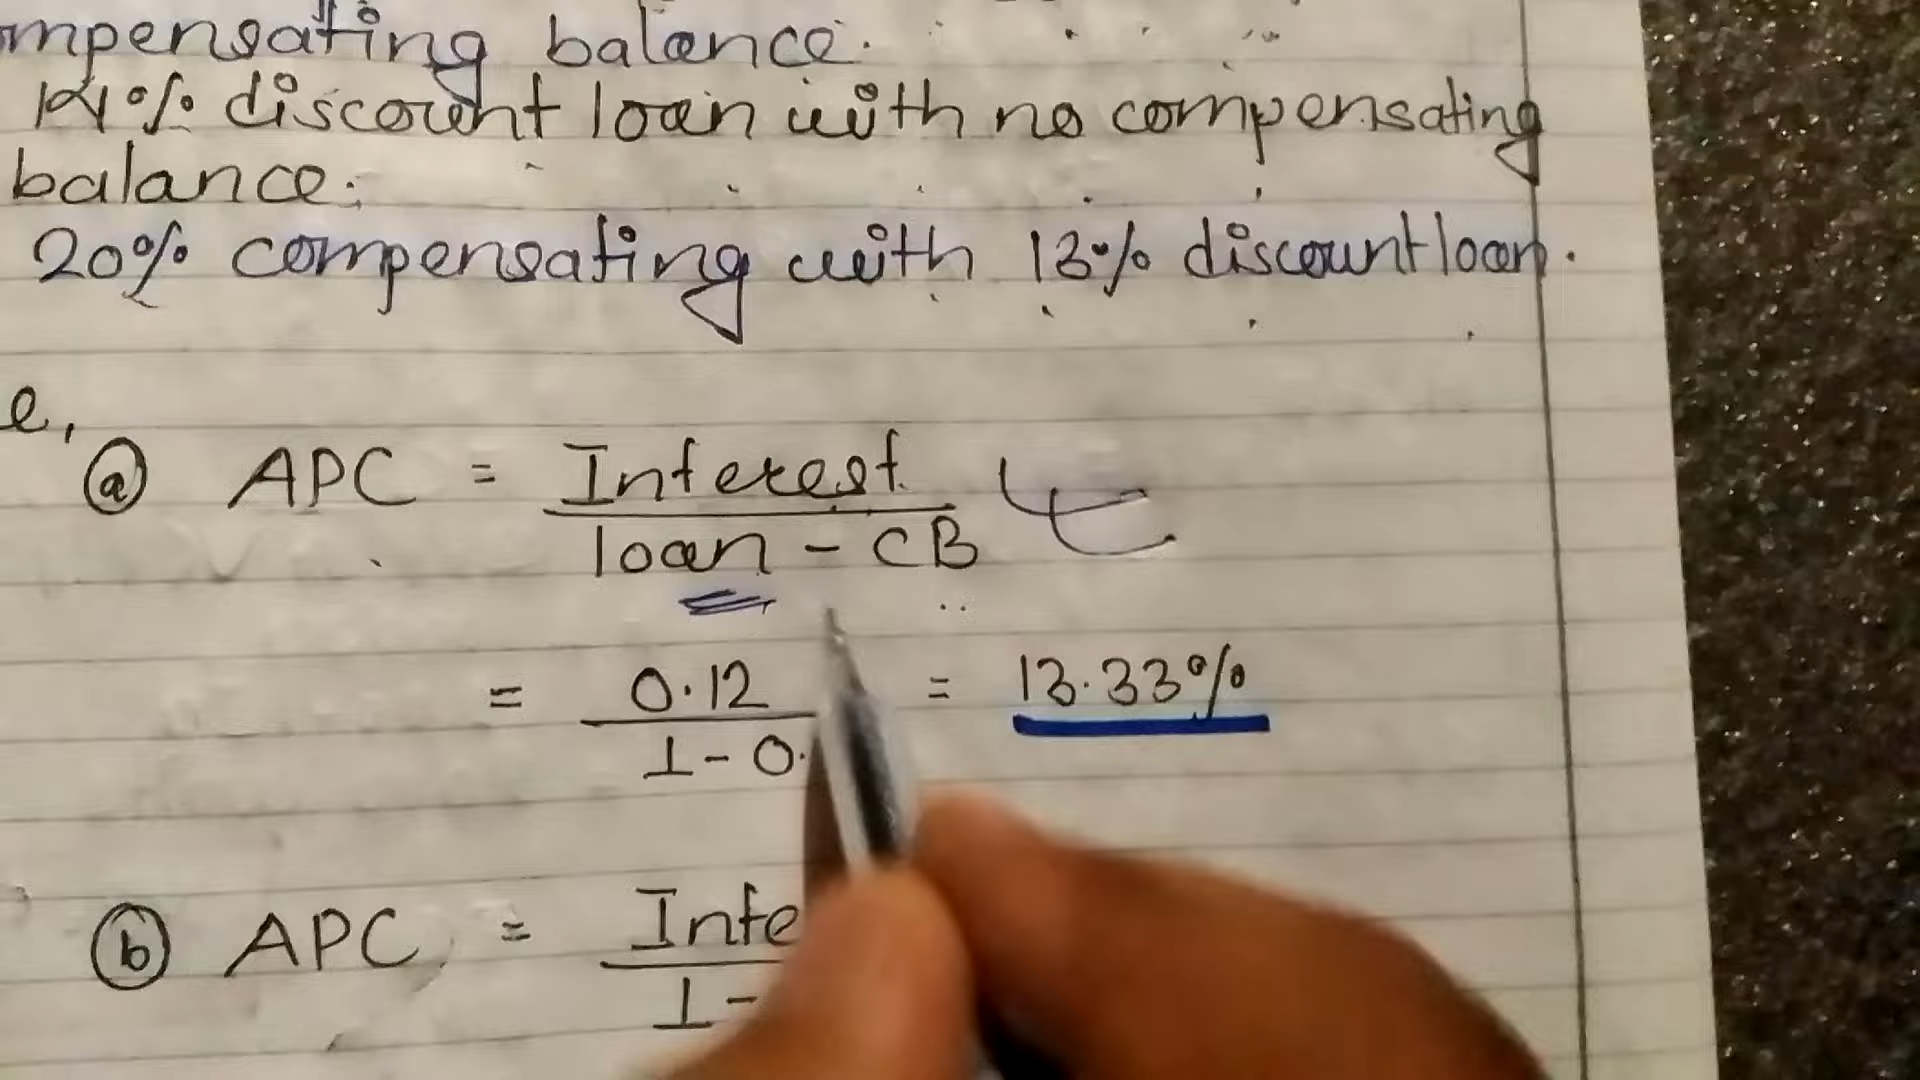 mpensating balance.
14% discount loan with no compensating
balance.
20% compensating with 13% discount loan.
e,
(a) APC = Interest / loan - CB
= 0.12 / 1 - 0. = 13.33%
(b) APC = Inte / 1 -